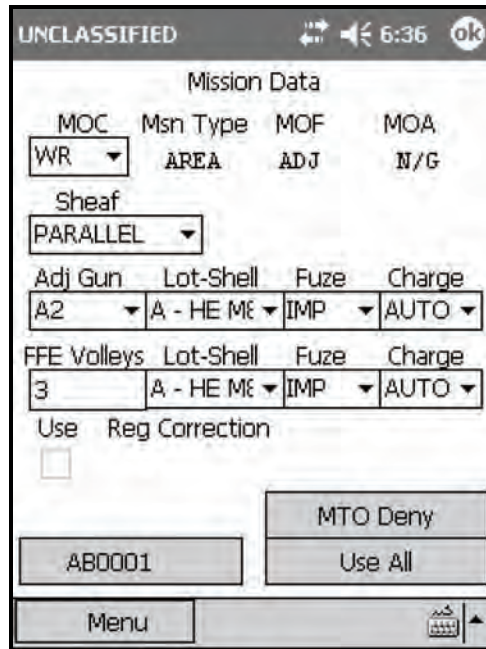 UNCLASSIFIED 6:36 ok
Mission Data
MOC Msn Type MOF MOA
WR AREA ADJ N/G
Sheaf
PARALLEL
Adj Gun Lot-Shell Fuze Charge
A2 A - HE M8 IMP AUTO
FFE Volleys Lot-Shell Fuze Charge
3 A - HE M8 IMP AUTO
Use Reg Correction
MTO Deny
AB0001 Use All
Menu